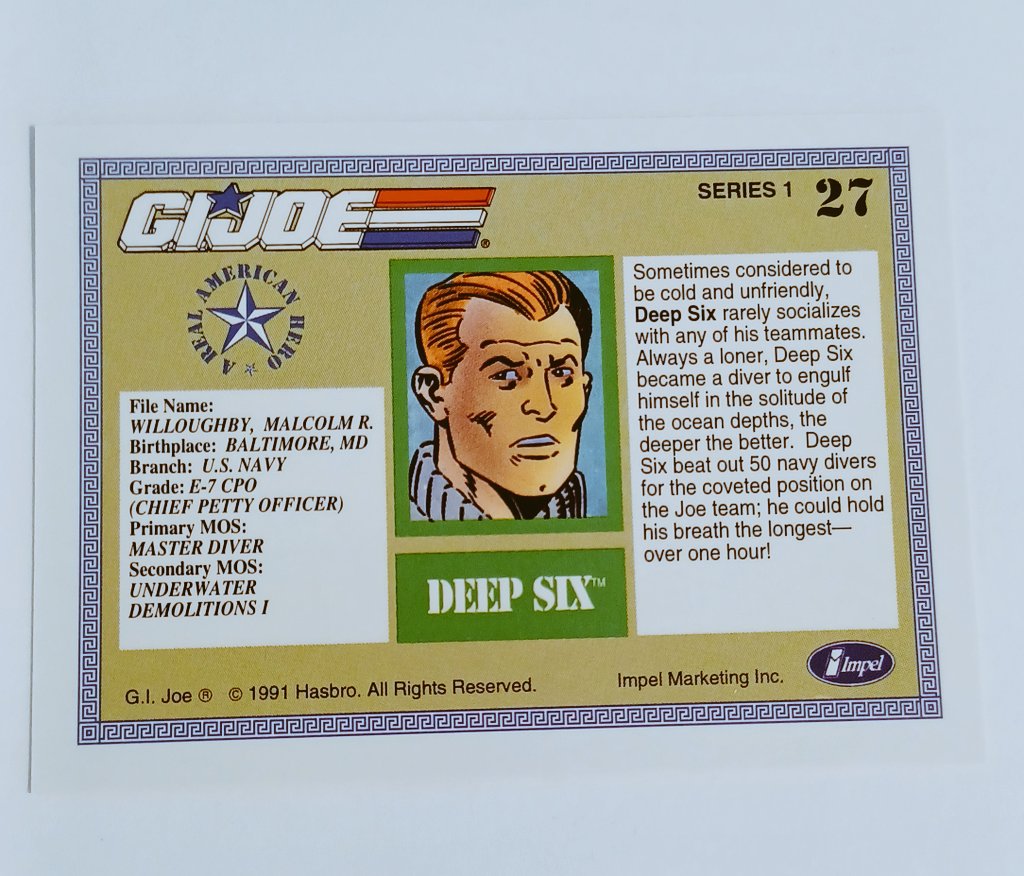 G.I.JOE®
SERIES 1 27
A REAL AMERICAN HERO
File Name:
WILLOUGHBY, MALCOLM R.
Birthplace: BALTIMORE, MD
Branch: U.S. NAVY
Grade: E-7 CPO
(CHIEF PETTY OFFICER)
Primary MOS:
MASTER DIVER
Secondary MOS:
UNDERWATER
DEMOLITIONS I
DEEP SIX™
Sometimes considered to
be cold and unfriendly,
Deep Six rarely socializes
with any of his teammates.
Always a loner, Deep Six
became a diver to engulf
himself in the solitude of
the ocean depths, the
deeper the better. Deep
Six beat out 50 navy divers
for the coveted position on
the Joe team; he could hold
his breath the longest—
over one hour!
G.I. Joe ® © 1991 Hasbro. All Rights Reserved.
Impel Marketing Inc.
Impel